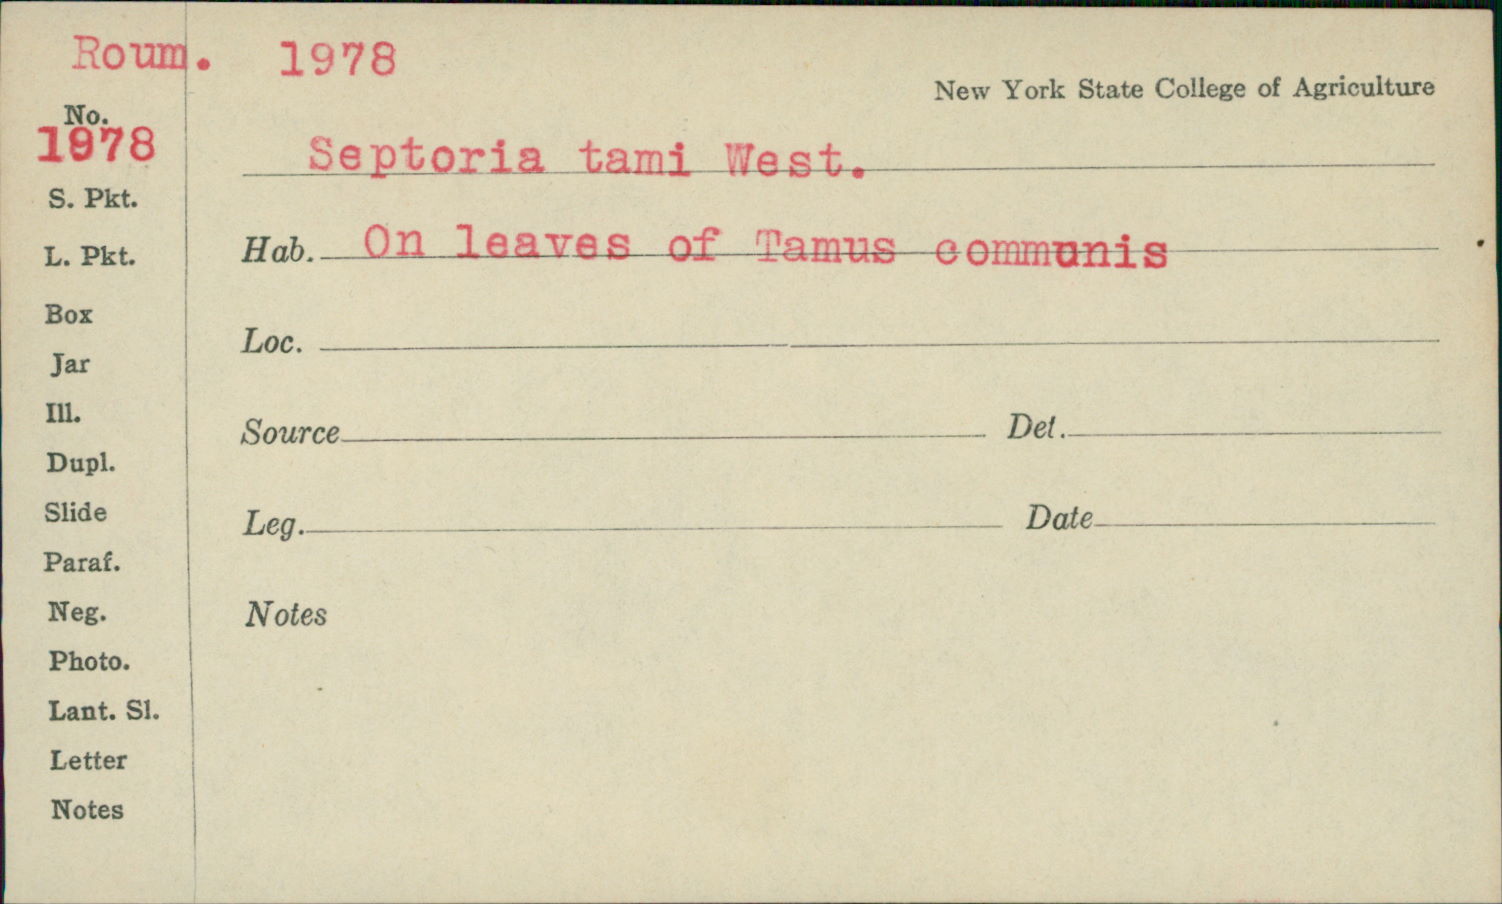 Roum. 1978
New York State College of Agriculture
No.
1978
Septoria tami West.
S. Pkt.
Hab. On leaves of Tamus communis
L. Pkt.
Box
Loc.
Jar
Ill.
Source Det.
Dupl.
Slide
Leg. Date
Paraf.
Neg.
Notes
Photo.
Lant. Sl.
Letter
Notes